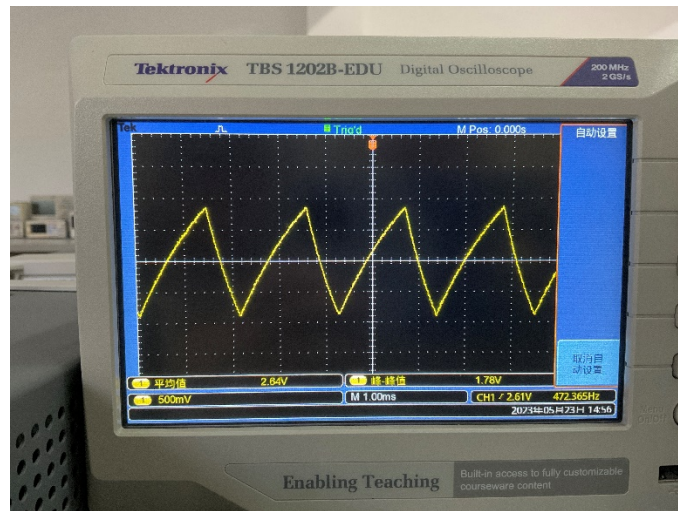 Tektronix TBS 1202B-EDU Digital Oscilloscope 200 MHz
2 GS/s
Tek Trig'd M Pos: 0.000s 自动设置
取消自
动设置
1 平均值 2.64V 1 峰-峰值 1.78V
1 500mV M 1.00ms CH1 / 2.61V 472.365Hz
2023年05月23日 14:56
Enabling Teaching
Built-in access to fully customizable
courseware content